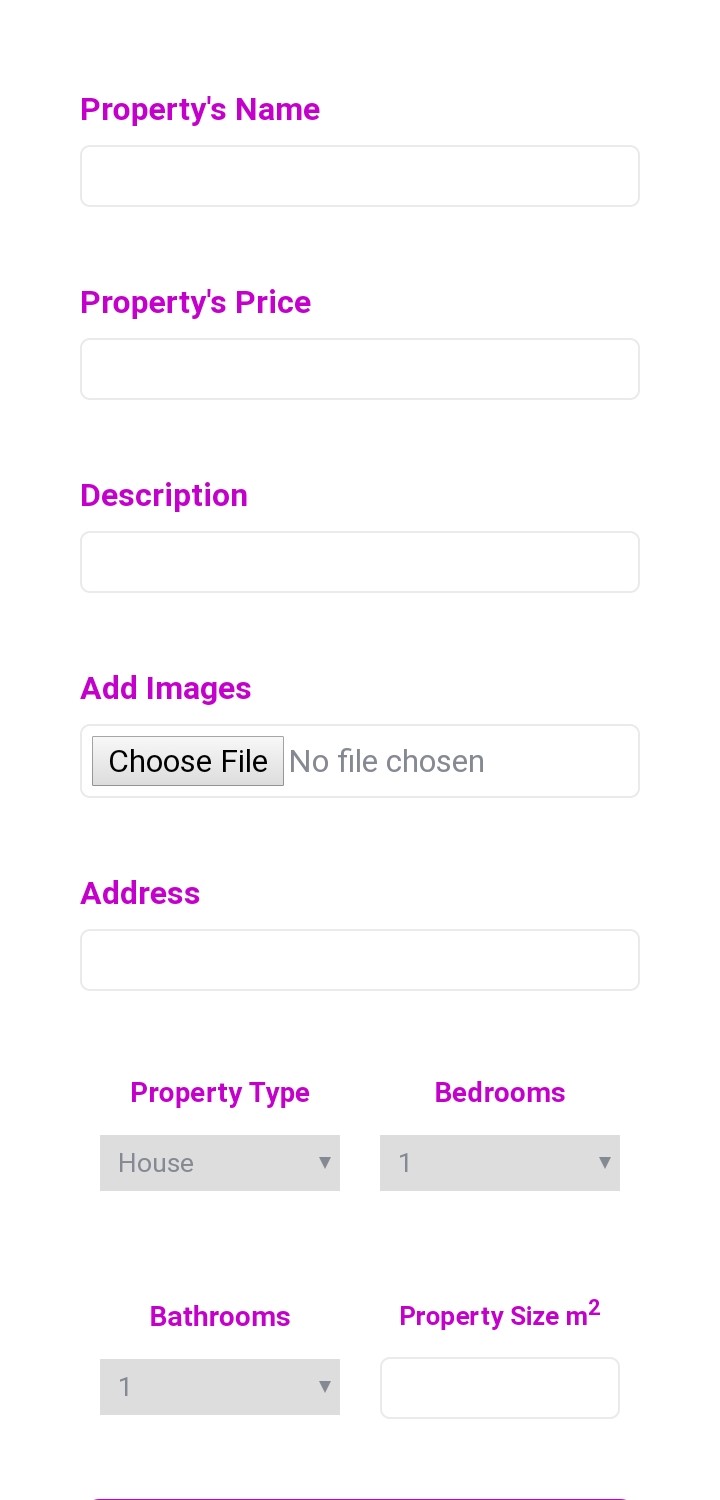 Property's Name
Property's Price
Description
Add Images
Choose File No file chosen
Address
Property Type Bedrooms
House 1
Bathrooms Property Size m²
1